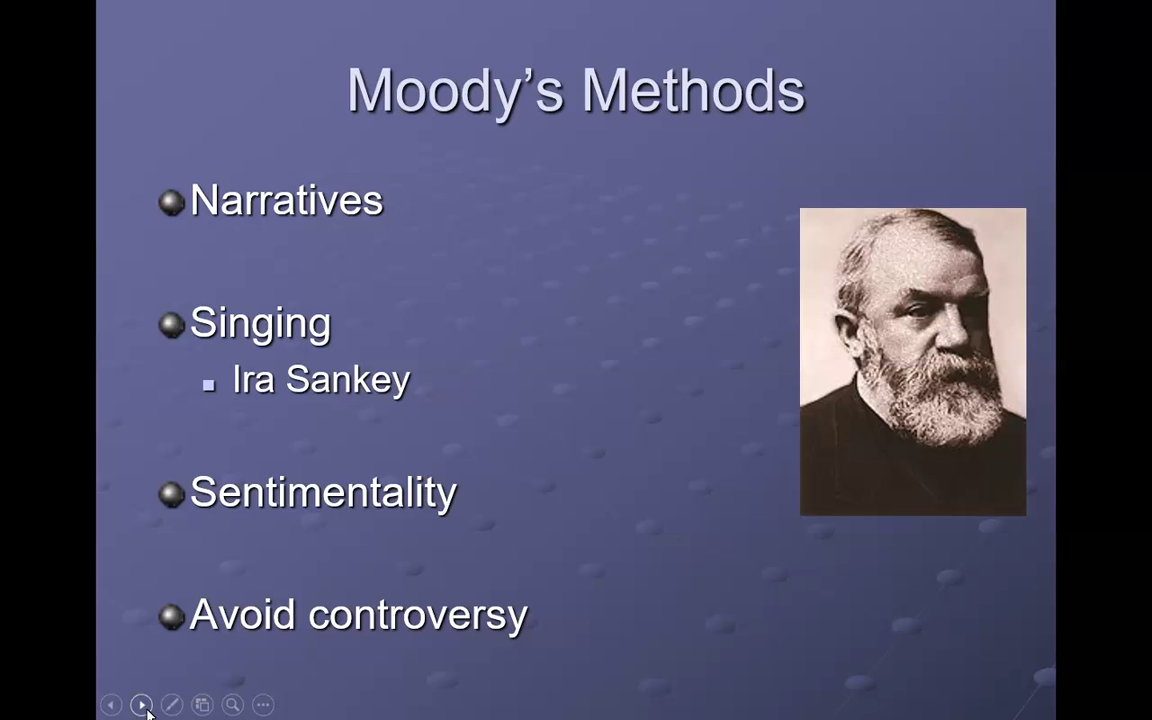 Moody's Methods
Narratives
Singing
Ira Sankey
Sentimentality
Avoid controversy